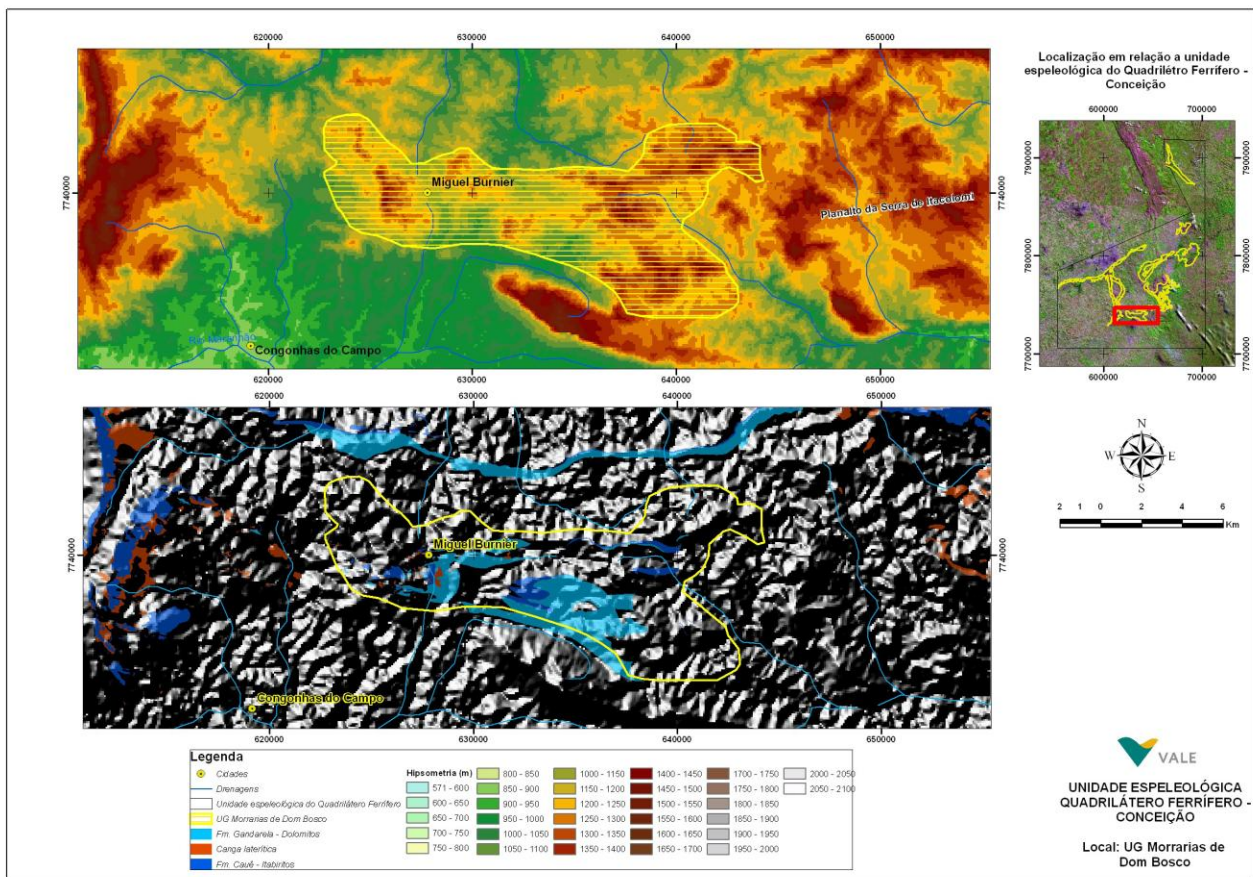 620000
630000
640000
650000
7740000
7740000
Miguel Burnier
Planalto da Serra de Itacolomi
Rio Maranhão
Congonhas do Campo
620000
630000
640000
650000
Localização em relação a unidade
espeleológica do Quadrilétro Ferrífero -
Conceição
600000
700000
7900000
7900000
7800000
7800000
7700000
7700000
600000
700000
7740000
7740000
Miguel Burnier
Congonhas do Campo
620000
630000
640000
650000
N
W
E
S
2
1
0
2
4
6
Km
Legenda
Cidades
Drenagens
Unidade espeleológica do Quadrilátero Ferrífero
UG Morrarias de Dom Bosco
Fm. Gandarela - Dolomitos
Canga laterítica
Fm. Cauê - Itabiritos
Hipsometria (m)
571 - 600
600 - 650
650 - 700
700 - 750
750 - 800
800 - 850
850 - 900
900 - 950
950 - 1000
1000 - 1050
1050 - 1100
1000 - 1150
1150 - 1200
1200 - 1250
1250 - 1300
1300 - 1350
1350 - 1400
1400 - 1450
1450 - 1500
1500 - 1550
1550 - 1600
1600 - 1650
1650 - 1700
1700 - 1750
1750 - 1800
1800 - 1850
1850 - 1900
1900 - 1950
1950 - 2000
2000 - 2050
2050 - 2100
VALE
UNIDADE ESPELEOLÓGICA
QUADRILÁTERO FERRÍFERO -
CONCEIÇÃO
Local: UG Morrarias de
Dom Bosco